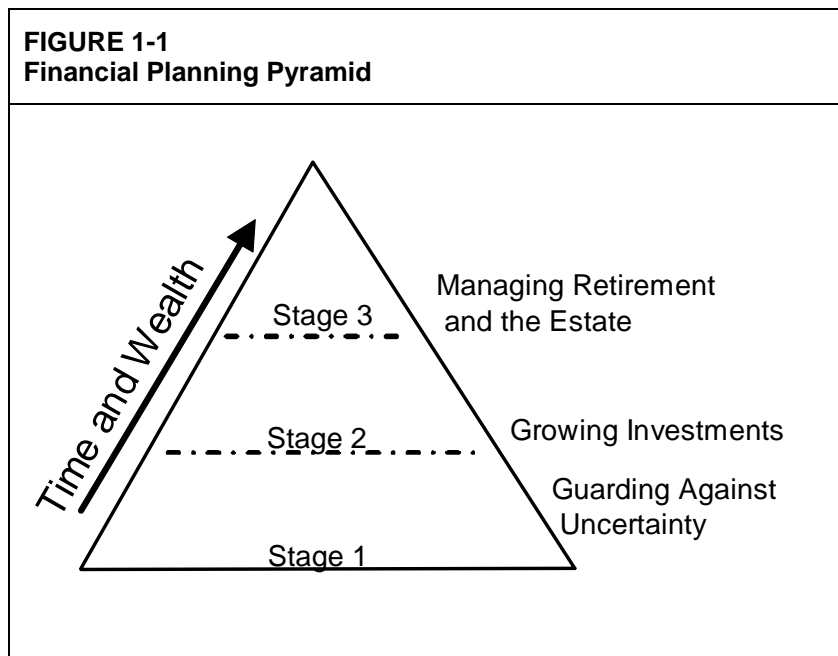 FIGURE 1-1
Financial Planning Pyramid
Time and Wealth
Stage 3
Managing Retirement
and the Estate
Stage 2
Growing Investments
Guarding Against
Uncertainty
Stage 1